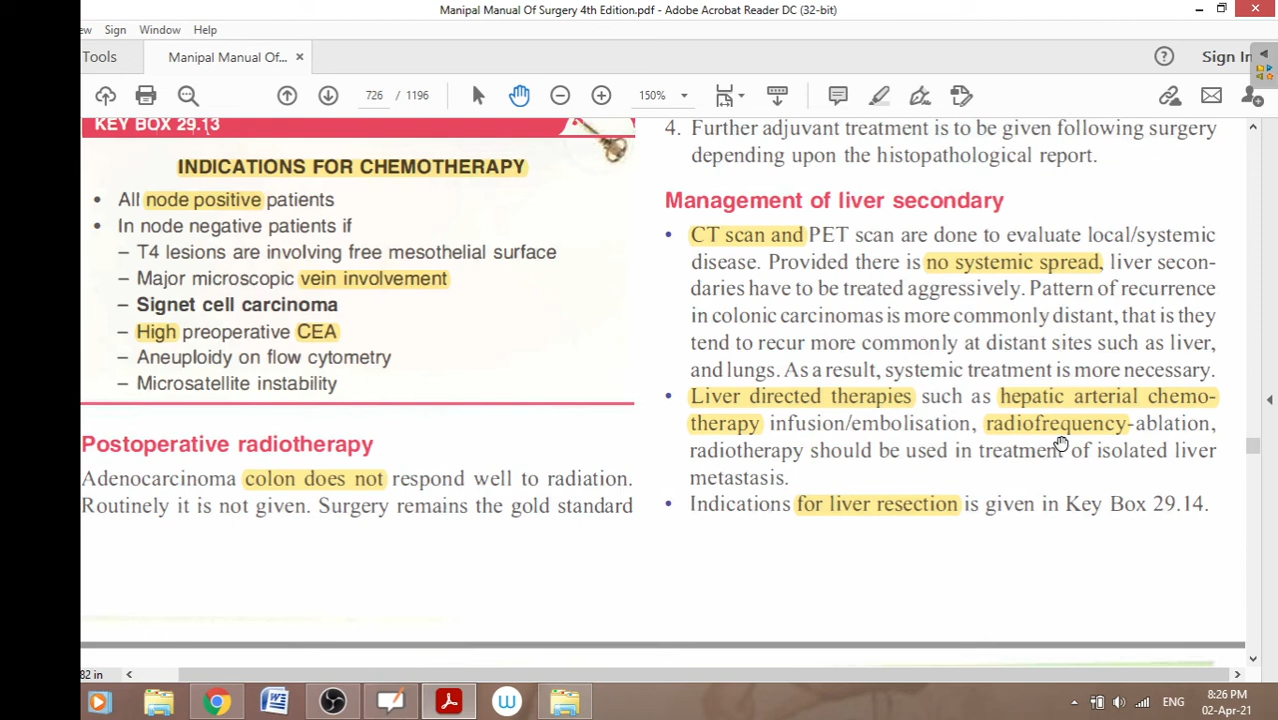 Manipal Manual Of Surgery 4th Edition.pdf - Adobe Acrobat Reader DC (32-bit)
ew Sign Window Help
Tools Manipal Manual Of... × Sign In
726 / 1196 150%
KEY BOX 29.13
INDICATIONS FOR CHEMOTHERAPY
• All node positive patients
• In node negative patients if
– T4 lesions are involving free mesothelial surface
– Major microscopic vein involvement
– Signet cell carcinoma
– High preoperative CEA
– Aneuploidy on flow cytometry
– Microsatellite instability
Postoperative radiotherapy
Adenocarcinoma colon does not respond well to radiation.
Routinely it is not given. Surgery remains the gold standard
4. Further adjuvant treatment is to be given following surgery
depending upon the histopathological report.
Management of liver secondary
• CT scan and PET scan are done to evaluate local/systemic
disease. Provided there is no systemic spread, liver secon-
daries have to be treated aggressively. Pattern of recurrence
in colonic carcinomas is more commonly distant, that is they
tend to recur more commonly at distant sites such as liver,
and lungs. As a result, systemic treatment is more necessary.
• Liver directed therapies such as hepatic arterial chemo-
therapy infusion/embolisation, radiofrequency-ablation,
radiotherapy should be used in treatment of isolated liver
metastasis.
• Indications for liver resection is given in Key Box 29.14.
82 in
ENG
8:26 PM
02-Apr-21